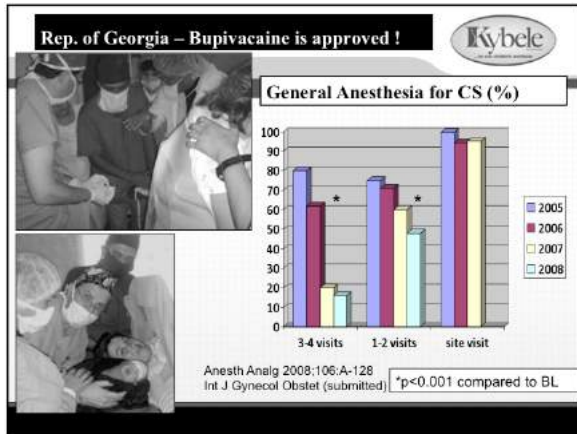 Rep. of Georgia – Bupivacaine is approved !
Kybele
General Anesthesia for CS (%)
100
90
80
70
60
50
40
30
20
10
0
*
*
3-4 visits
1-2 visits
site visit
2005
2006
2007
2008
Anesth Analg 2008;106:A-128
Int J Gynecol Obstet (submitted)
*p<0.001 compared to BL